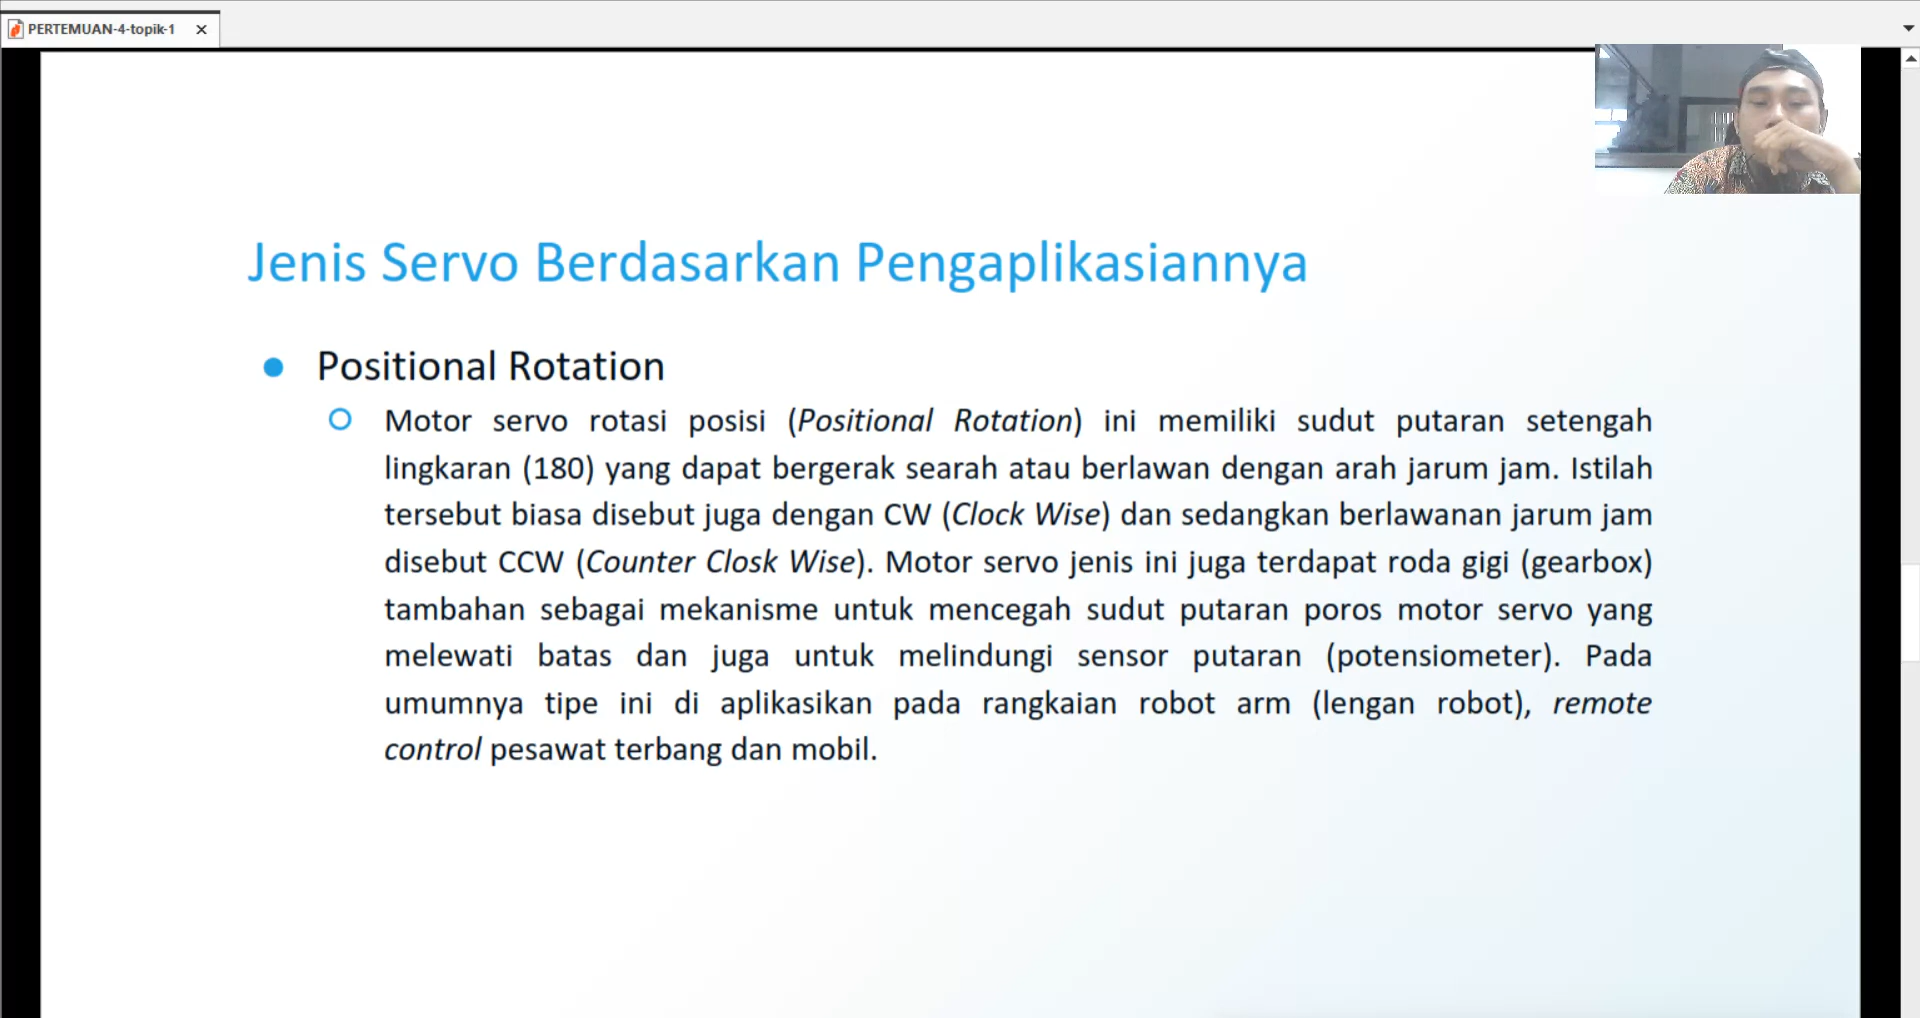 PERTEMUAN-4-topik-1
Jenis Servo Berdasarkan Pengaplikasiannya
Positional Rotation
Motor servo rotasi posisi (Positional Rotation) ini memiliki sudut putaran setengah
lingkaran (180) yang dapat bergerak searah atau berlawan dengan arah jarum jam. Istilah
tersebut biasa disebut juga dengan CW (Clock Wise) dan sedangkan berlawanan jarum jam
disebut CCW (Counter Closk Wise). Motor servo jenis ini juga terdapat roda gigi (gearbox)
tambahan sebagai mekanisme untuk mencegah sudut putaran poros motor servo yang
melewati batas dan juga untuk melindungi sensor putaran (potensiometer). Pada
umumnya tipe ini di aplikasikan pada rangkaian robot arm (lengan robot), remote
control pesawat terbang dan mobil.